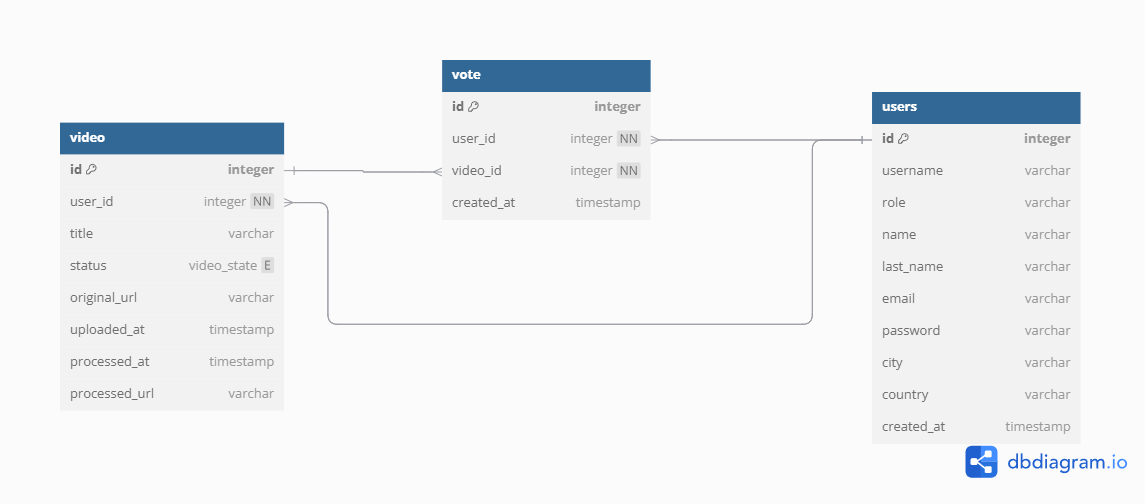 video
id integer
user_id integer NN
title varchar
status video_state E
original_url varchar
uploaded_at timestamp
processed_at timestamp
processed_url varchar
vote
id integer
user_id integer NN
video_id integer NN
created_at timestamp
users
id integer
username varchar
role varchar
name varchar
last_name varchar
email varchar
password varchar
city varchar
country varchar
created_at timestamp
dbdiagram.io